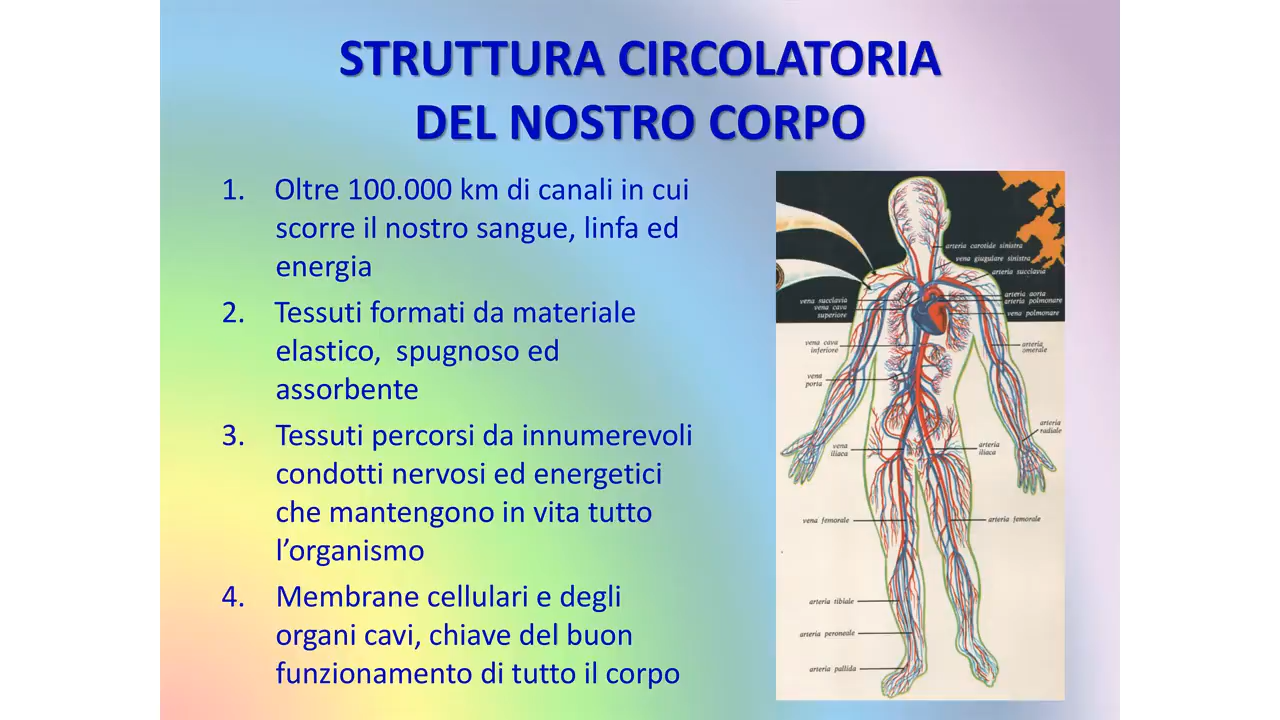 STRUTTURA CIRCOLATORIA
DEL NOSTRO CORPO
1. Oltre 100.000 km di canali in cui
scorre il nostro sangue, linfa ed
energia
2. Tessuti formati da materiale
elastico, spugnoso ed
assorbente
3. Tessuti percorsi da innumerevoli
condotti nervosi ed energetici
che mantengono in vita tutto
l’organismo
4. Membrane cellulari e degli
organi cavi, chiave del buon
funzionamento di tutto il corpo
arteria carotide sinistra
vena giugulare sinistra
arteria succlavia
arteria aorta
arteria polmonare
vena polmonare
vena succlavia
vena cava
superiore
vena cava
inferiore
arteria
omerale
vena
porta
arteria
radiale
vena
iliaca
arteria
iliaca
vena femorale
arteria femorale
arteria tibiale
arteria peroneale
arteria pallida